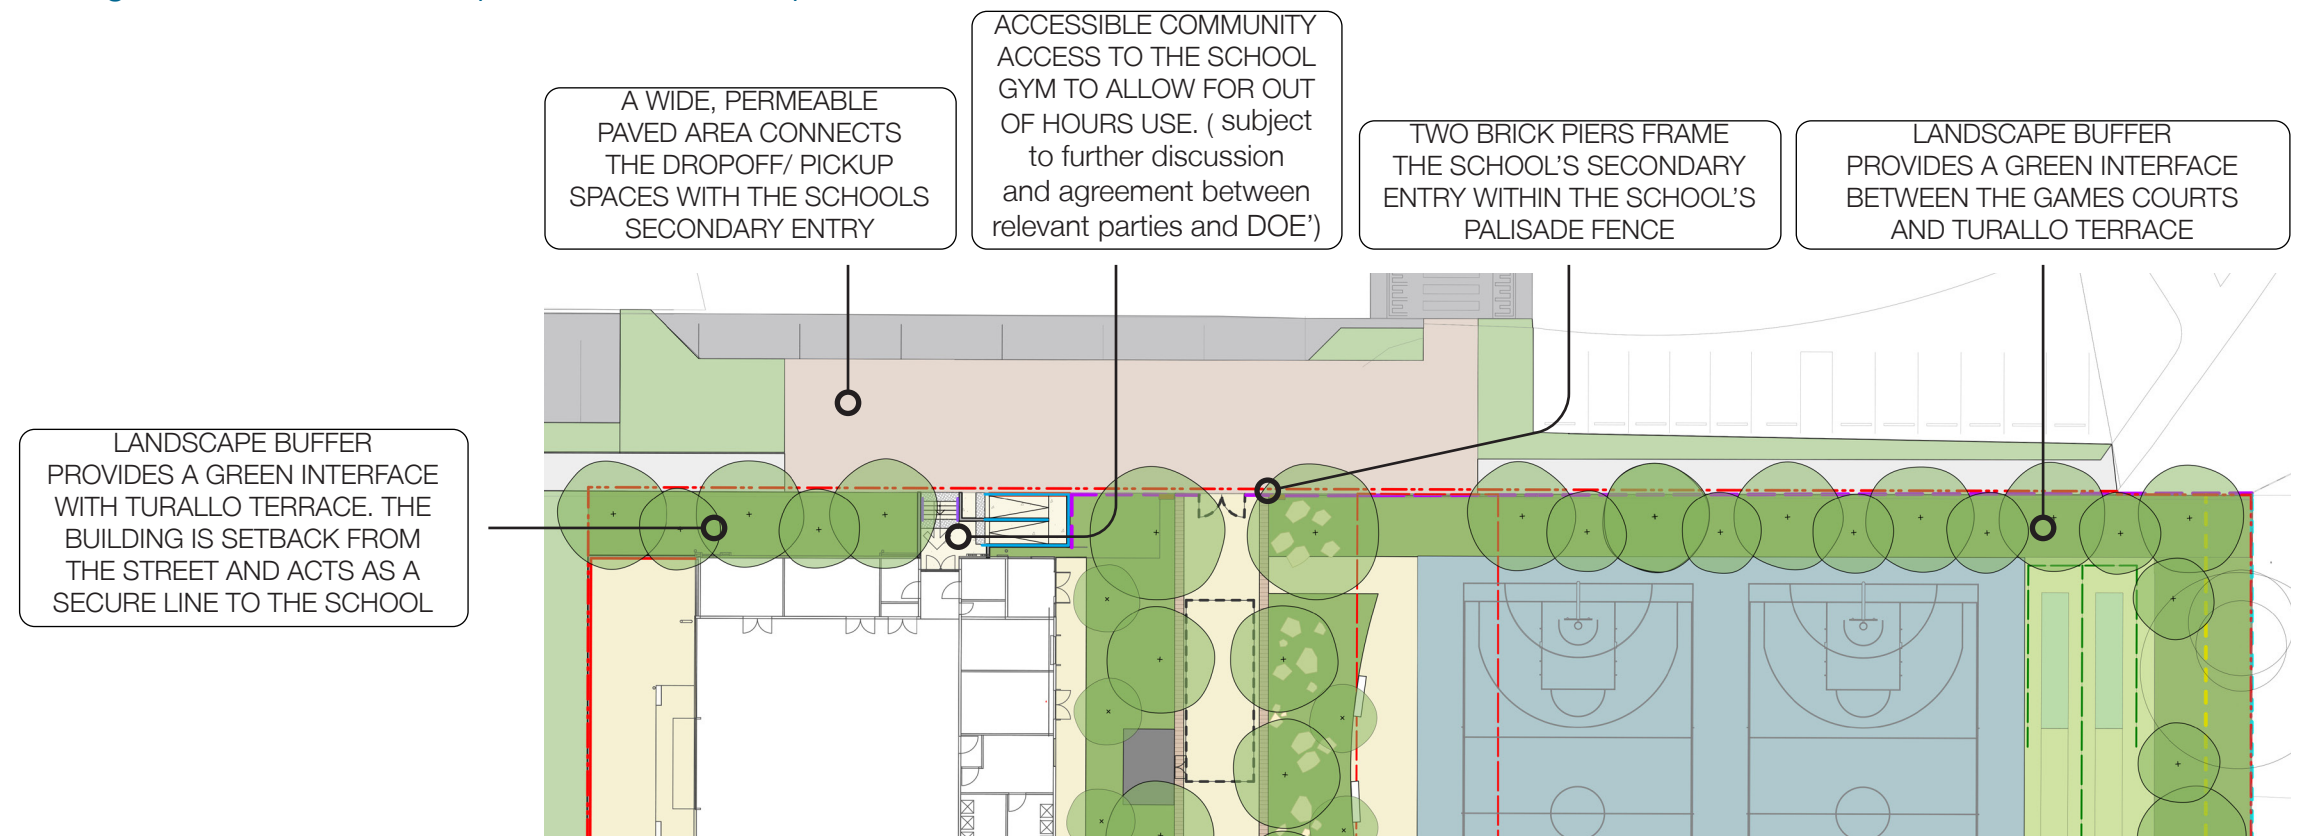 ACCESSIBLE COMMUNITY
ACCESS TO THE SCHOOL
GYM TO ALLOW FOR OUT
OF HOURS USE. ( subject
to further discussion
and agreement between
relevant parties and DOE’)
A WIDE, PERMEABLE
PAVED AREA CONNECTS
THE DROPOFF/ PICKUP
SPACES WITH THE SCHOOLS
SECONDARY ENTRY
TWO BRICK PIERS FRAME
THE SCHOOL’S SECONDARY
ENTRY WITHIN THE SCHOOL’S
PALISADE FENCE
LANDSCAPE BUFFER
PROVIDES A GREEN INTERFACE
BETWEEN THE GAMES COURTS
AND TURALLO TERRACE
LANDSCAPE BUFFER
PROVIDES A GREEN INTERFACE
WITH TURALLO TERRACE. THE
BUILDING IS SETBACK FROM
THE STREET AND ACTS AS A
SECURE LINE TO THE SCHOOL